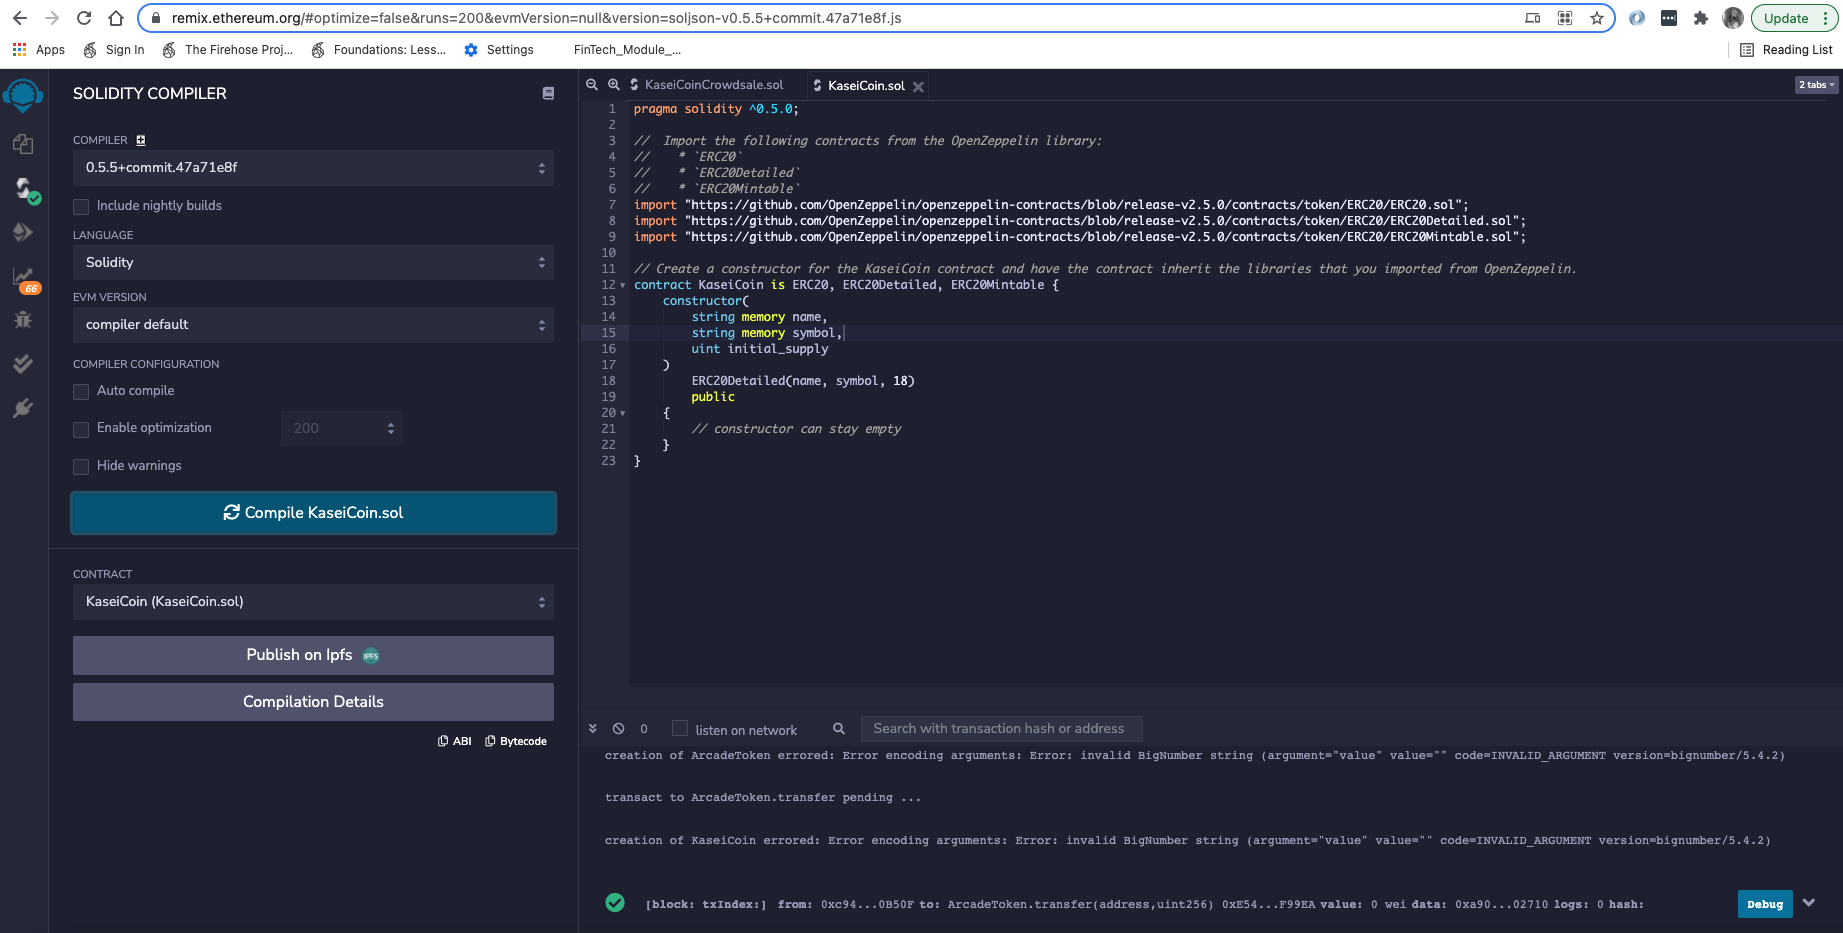 remix.ethereum.org/#optimize=false&runs=200&evmVersion=null&version=soljson-v0.5.5+commit.47a71e8f.js
Update
Apps
Sign In
The Firehose Proj...
Foundations: Less...
Settings
FinTech_Module_...
Reading List
SOLIDITY COMPILER
COMPILER
0.5.5+commit.47a71e8f
Include nightly builds
LANGUAGE
Solidity
EVM VERSION
compiler default
COMPILER CONFIGURATION
Auto compile
Enable optimization
200
Hide warnings
Compile KaseiCoin.sol
CONTRACT
KaseiCoin (KaseiCoin.sol)
Publish on Ipfs
IPFS
Compilation Details
ABI
Bytecode
66
KaseiCoinCrowdsale.sol
KaseiCoin.sol
2 tabs
1 pragma solidity ^0.5.0;
2
3 //  Import the following contracts from the OpenZeppelin library:
4 //    * `ERC20`
5 //    * `ERC20Detailed`
6 //    * `ERC20Mintable`
7 import "https://github.com/OpenZeppelin/openzeppelin-contracts/blob/release-v2.5.0/contracts/token/ERC20/ERC20.sol";
8 import "https://github.com/OpenZeppelin/openzeppelin-contracts/blob/release-v2.5.0/contracts/token/ERC20/ERC20Detailed.sol";
9 import "https://github.com/OpenZeppelin/openzeppelin-contracts/blob/release-v2.5.0/contracts/token/ERC20/ERC20Mintable.sol";
10
11 // Create a constructor for the KaseiCoin contract and have the contract inherit the libraries that you imported from OpenZeppelin.
12 contract KaseiCoin is ERC20, ERC20Detailed, ERC20Mintable {
13     constructor(
14         string memory name,
15         string memory symbol,
16         uint initial_supply
17     )
18         ERC20Detailed(name, symbol, 18)
19         public
20     {
21         // constructor can stay empty
22     }
23 }
0
listen on network
Search with transaction hash or address
creation of ArcadeToken errored: Error encoding arguments: Error: invalid BigNumber string (argument="value" value="" code=INVALID_ARGUMENT version=bignumber/5.4.2)
transact to ArcadeToken.transfer pending ...
creation of KaseiCoin errored: Error encoding arguments: Error: invalid BigNumber string (argument="value" value="" code=INVALID_ARGUMENT version=bignumber/5.4.2)
[block: txIndex:] from: 0xc94...0B50F to: ArcadeToken.transfer(address,uint256) 0xE54...F99EA value: 0 wei data: 0xa90...02710 logs: 0 hash:
Debug